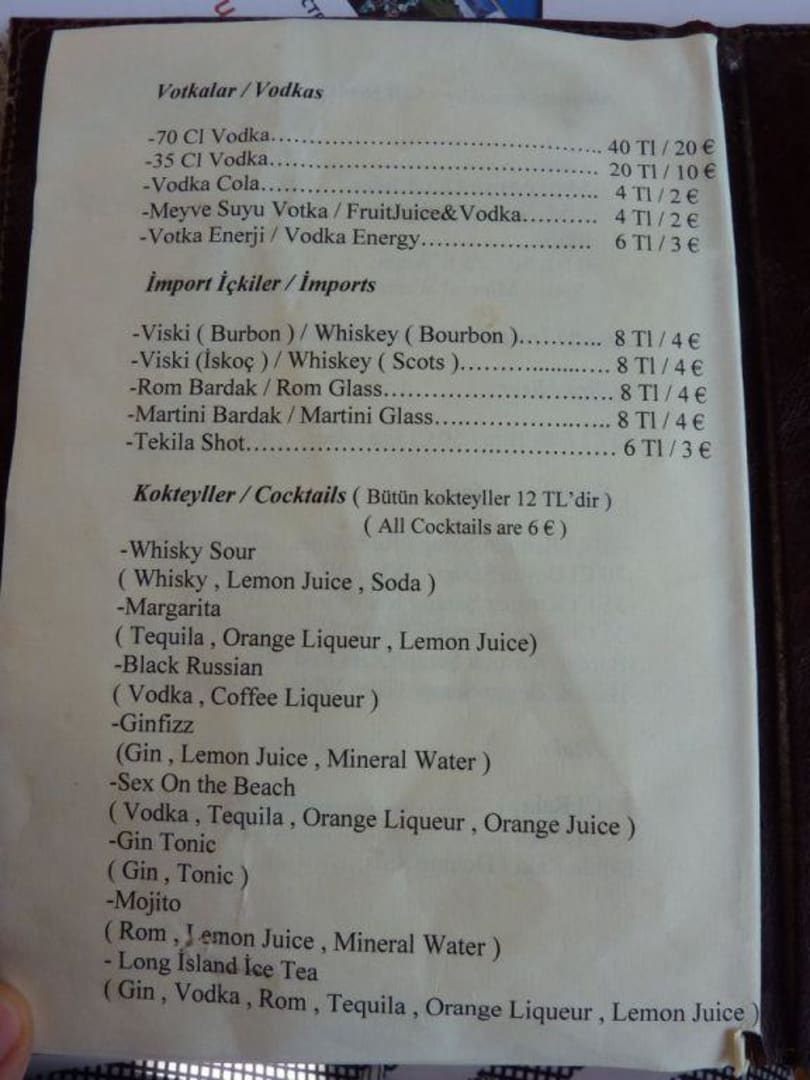 Votkalar / Vodkas
-70 Cl Vodka.................................................. 40 Tl / 20 €
-35 Cl Vodka.................................................. 20 Tl / 10 €
-Vodka Cola.................................................. 4 Tl / 2 €
-Meyve Suyu Votka / FruitJuice&Vodka.......... 4 Tl / 2 €
-Votka Enerji / Vodka Energy...................... 6 Tl / 3 €
İmport İçkiler / İmports
-Viski ( Burbon ) / Whiskey ( Bourbon )........... 8 Tl / 4 €
-Viski (İskoç ) / Whiskey ( Scots )...................... 8 Tl / 4 €
-Rom Bardak / Rom Glass.............................. 8 Tl / 4 €
-Martini Bardak / Martini Glass....................... 8 Tl / 4 €
-Tekila Shot................................................ 6 Tl / 3 €
Kokteyller / Cocktails ( Bütün kokteyller 12 TL’dir )
( All Cocktails are 6 € )
-Whisky Sour
( Whisky , Lemon Juice , Soda )
-Margarita
( Tequila , Orange Liqueur , Lemon Juice)
-Black Russian
( Vodka , Coffee Liqueur )
-Ginfizz
(Gin , Lemon Juice , Mineral Water )
-Sex On the Beach
( Vodka , Tequila , Orange Liqueur , Orange Juice )
-Gin Tonic
( Gin , Tonic )
-Mojito
( Rom , Lemon Juice , Mineral Water )
- Long İsland İce Tea
( Gin , Vodka , Rom , Tequila , Orange Liqueur , Lemon Juice )